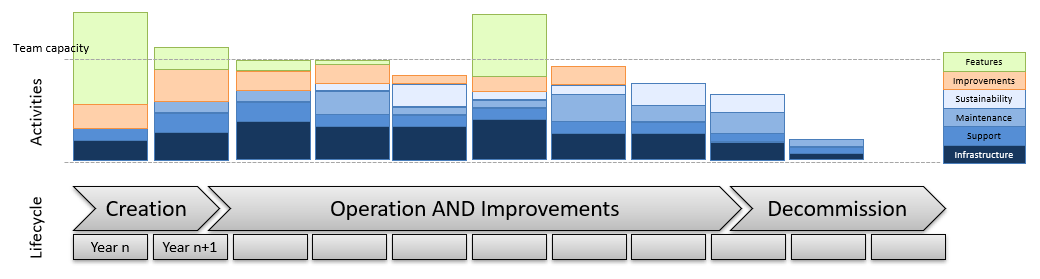 Team capacity
Activities
Features
Improvements
Sustainability
Maintenance
Support
Infrastructure
Lifecycle
Creation
Operation AND Improvements
Decommission
Year n
Year n+1